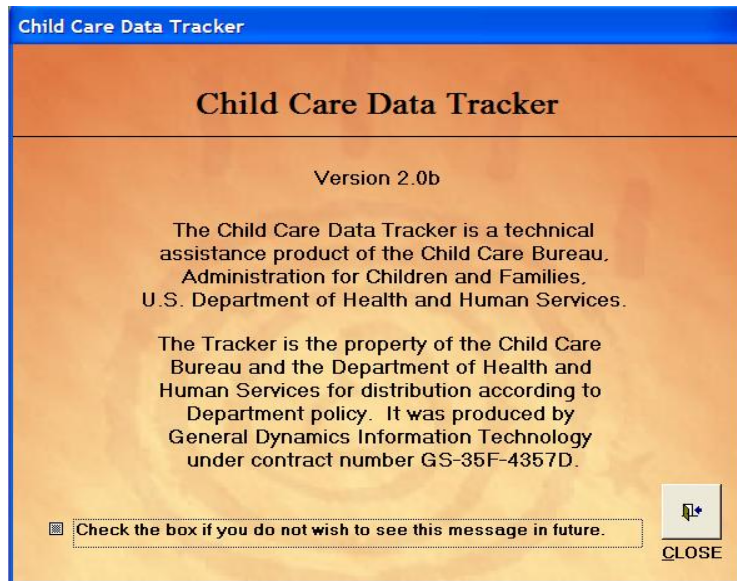 Child Care Data Tracker
Child Care Data Tracker
Version 2.0b
The Child Care Data Tracker is a technical
assistance product of the Child Care Bureau,
Administration for Children and Families,
U.S. Department of Health and Human Services.
The Tracker is the property of the Child Care
Bureau and the Department of Health and
Human Services for distribution according to
Department policy.  It was produced by
General Dynamics Information Technology
under contract number GS-35F-4357D.
Check the box if you do not wish to see this message in future.
CLOSE